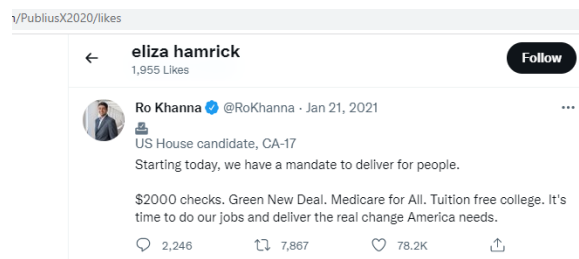 /PubliusX2020/likes
eliza hamrick
1,955 Likes
Follow
Ro Khanna @RoKhanna · Jan 21, 2021
US House candidate, CA-17
Starting today, we have a mandate to deliver for people.
$2000 checks. Green New Deal. Medicare for All. Tuition free college. It's
time to do our jobs and deliver the real change America needs.
2,246 7,867 78.2K